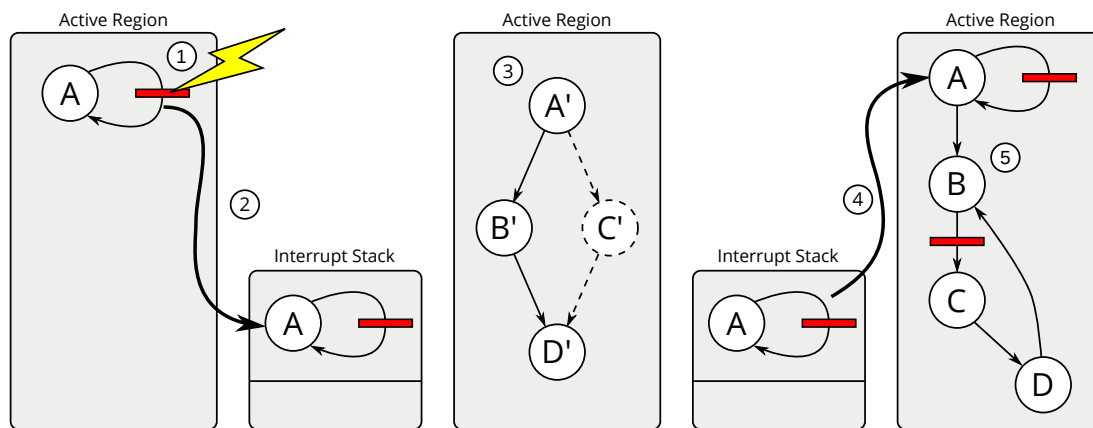 Active Region
1
A
2
Interrupt Stack
A
Active Region
3
A'
B'
C'
D'
Interrupt Stack
A
4
Active Region
A
5
B
C
D